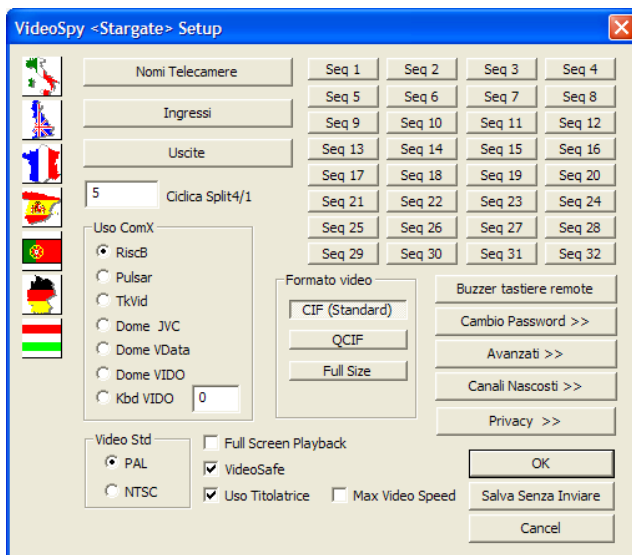 VideoSpy <Stargate> Setup
Nomi Telecamere
Ingressi
Uscite
5 Ciclica Split4/1
Seq 1 Seq 2 Seq 3 Seq 4
Seq 5 Seq 6 Seq 7 Seq 8
Seq 9 Seq 10 Seq 11 Seq 12
Seq 13 Seq 14 Seq 15 Seq 16
Seq 17 Seq 18 Seq 19 Seq 20
Seq 21 Seq 22 Seq 23 Seq 24
Seq 25 Seq 26 Seq 27 Seq 28
Seq 29 Seq 30 Seq 31 Seq 32
Uso ComX
RiscB
Pulsar
TkVid
Dome JVC
Dome VData
Dome VIDO
Kbd VIDO 0
Formato video
CIF (Standard)
QCIF
Full Size
Buzzer tastiere remote
Cambio Password >>
Avanzati >>
Canali Nascosti >>
Privacy >>
Video Std
PAL
NTSC
Full Screen Playback
VideoSafe
Uso Titolatrice Max Video Speed
OK
Salva Senza Inviare
Cancel